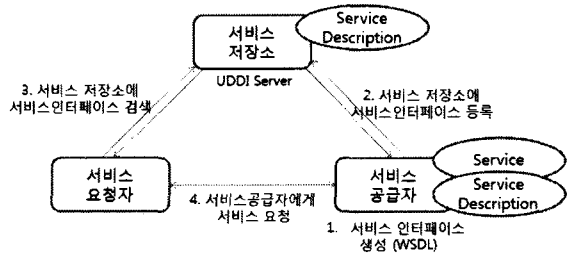 서비스
저장소
Service
Description
UDDI Server
3. 서비스 저장소에
서비스인터페이스 검색
2. 서비스 저장소에
서비스인터페이스 등록
서비스
요청자
4. 서비스공급자에게
서비스 요청
서비스
공급자
Service
Service
Description
1. 서비스 인터페이스
생성 (WSDL)